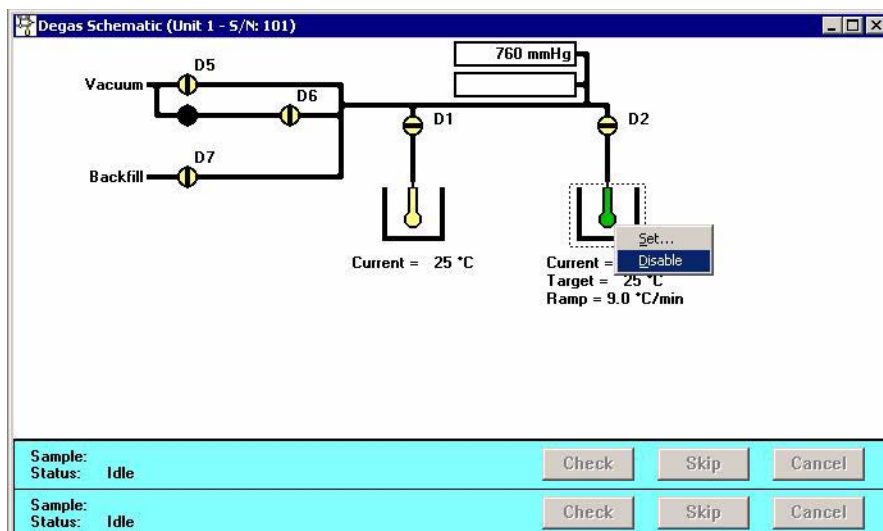 Degas Schematic (Unit 1 - S/N: 101)
760 mmHg
D5
Vacuum
D6
D1
D2
D7
Backfill
Set...
Current = 25 °C
Current =
Disable
Target = 25 °C
Ramp = 9.0 °C/min
Sample:
Status: Idle
Check Skip Cancel
Sample:
Status: Idle
Check Skip Cancel